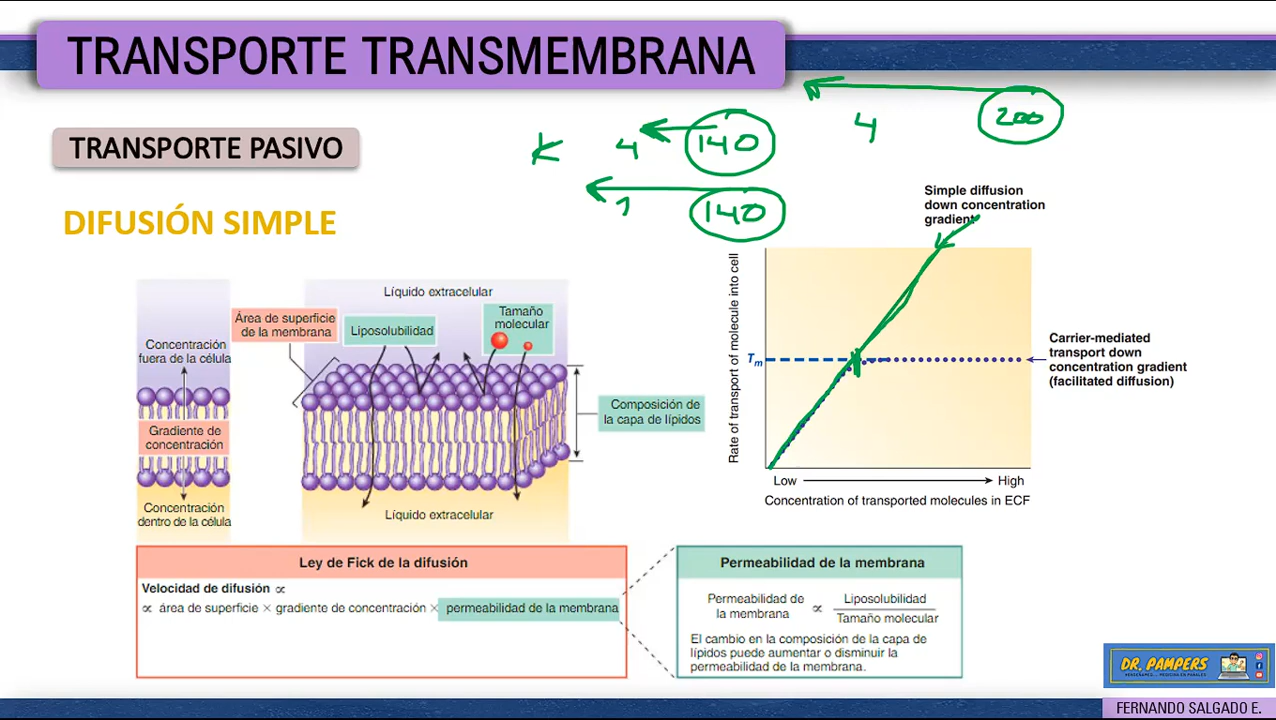 TRANSPORTE TRANSMEMBRANA
200
4
TRANSPORTE PASIVO
K 4 140
140
DIFUSIÓN SIMPLE
Simple diffusion
down concentration
gradient
Líquido extracelular
Área de superficie
de la membrana
Liposolubilidad
Tamaño
molecular
Concentración
fuera de la célula
Gradiente de
concentración
Concentración
dentro de la célula
Composición de
la capa de lípidos
Líquido extracelular
Rate of transport of molecule into cell
Tm
Carrier-mediated
transport down
concentration gradient
(facilitated diffusion)
Low High
Concentration of transported molecules in ECF
Ley de Fick de la difusión
Velocidad de difusión ∝
∝ área de superficie × gradiente de concentración × permeabilidad de la membrana
Permeabilidad de la membrana
Permeabilidad de
la membrana
∝
Liposolubilidad
Tamaño molecular
El cambio en la composición de la capa de
lípidos puede aumentar o disminuir la
permeabilidad de la membrana.
DR. PAMPERS
FERNANDO SALGADO E.